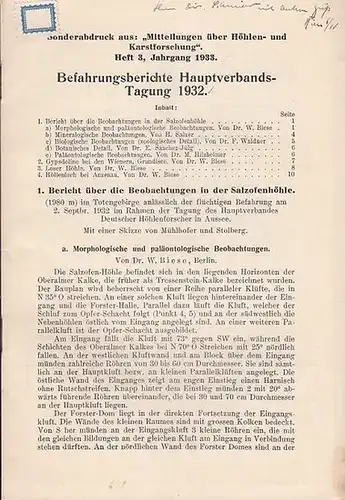 Sonderabdruck aus: „Mitteilungen über Höhlen- und
Karstforschung“.
Heft 3, Jahrgang 1933.
Befahrungsberichte Hauptverbands-
Tagung 1932.
Inhalt:
Seite
1. Bericht über die Beobachtungen in der Salzofenhöhle 1
a) Morphologische und paläontologische Beobachtungen. Von Dr. W. Biese 1
b) Mineralogische Beobachtungen. Von H. Salzer 4
c) Biologische Beobachtungen (zoologisches Detail). Von Dr. F. Waldner 5
d) Botanisches Detail. Von Dr. E.
e) Paläontologische Beobachtungen. Von Dr. M. Hilzheimer 6
2. Gypsdoline bei den Wienern, Grundlsee. Von Dr. W. Biese 7
3. Loser Höhle. Von Dr. W. Biese 8
4. Höllenloch bei Anzenau. Von Dr. W. Biese 10
1. Bericht über die Beobachtungen in der Salzofenhöhle.
(1980 m) im Totengebirge anlässlich der flüchtigen Befahrung am
2. Septbr. 1932 im Rahmen der Tagung des Hauptverbandes
Deutscher Höhlenforscher in Aussee.
Mit einer Skizze von Mühlhofer und Stolberg.
a. Morphologische und paläontologische Beobachtungen.
Von Dr. W. Biese, Berlin.
Die Salzofen-Höhle befindet sich in den liegenden Horizonten der
Oberalmer Kalke, die früher als Tressenstein-Kalke bezeichnet wurden.
Der Bauplan wird beherrscht von einer Reihe paralleler Klüfte, die in
N 35° O streichen. An einer solchen Kluft liegen hintereinander der Ein-
gang und die Forster-Halle. Parallel dazu läuft die Kluft, welcher der
Schluf zum Opfer-Schacht folgt (Punkt 4, 5) und an der südwestlich die
Nebenhöhlen östlich vom Eingang angelegt sind. An einer weiteren Pa-
rallelkluft ist der Opfer-Schacht ausgebildet.
Am Eingang fällt die Kluft mit 73° gegen SW ein, während die
Schichten des Oberalmer Kalkes bei N 70° O Streichen mit 25° nördlich
fallen. An der westlichen Kluftwand und am Block über dem Eingang
münden zahlreiche Röhren von 30 bis 60 cm Durchmesser. Sie sind sämt-
lich an der Hauptkluft bezw. an kleinen Parallelklüften angelegt. Die
östliche Wand des Einganges zeigt am engen Einstieg einen Harnisch
ohne Rutschstreifen. Knapp hinter dem Einstieg münden 2 mit 20° ab-
wärts führende Röhren übereinander, die bei 30 und 70 cm Durchmesser
an der Hauptkluft liegen.
Der Forster-Dom liegt in der direkten Fortsetzung der Eingangs-
kluft. Die Wände des kleinen Raumes sind mit grossen Kolken bedeckt.
Von S her münden an der Eingangskluft 3 kleine Röhren ein, die mit
den gleichen Bildungen an der gleichen Kluft am Eingang in Verbindung
stehen dürften. An der nördlichen Wand des Forster Domes sind an der